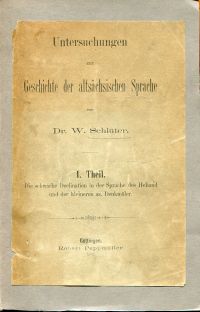 Untersuchungen
zur
Geschichte der altsächsischen Sprache
von
Dr. W. Schlüter.
I. Theil.
Die schwache Declination in der Sprache des Heliand
und der kleineren as. Denkmäler.
Göttingen.
Robert Peppmüller